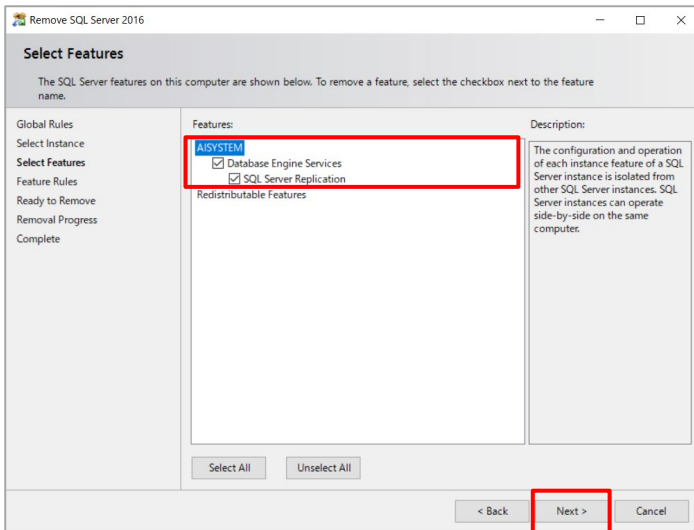 Remove SQL Server 2016
Select Features
The SQL Server features on this computer are shown below. To remove a feature, select the checkbox next to the feature
name.
Global Rules
Select Instance
Select Features
Feature Rules
Ready to Remove
Removal Progress
Complete
Features:
AISYSTEM
Database Engine Services
SQL Server Replication
Redistributable Features
Description:
The configuration and operation
of each instance feature of a SQL
Server instance is isolated from
other SQL Server instances. SQL
Server instances can operate
side-by-side on the same
computer.
Select All
Unselect All
< Back
Next >
Cancel